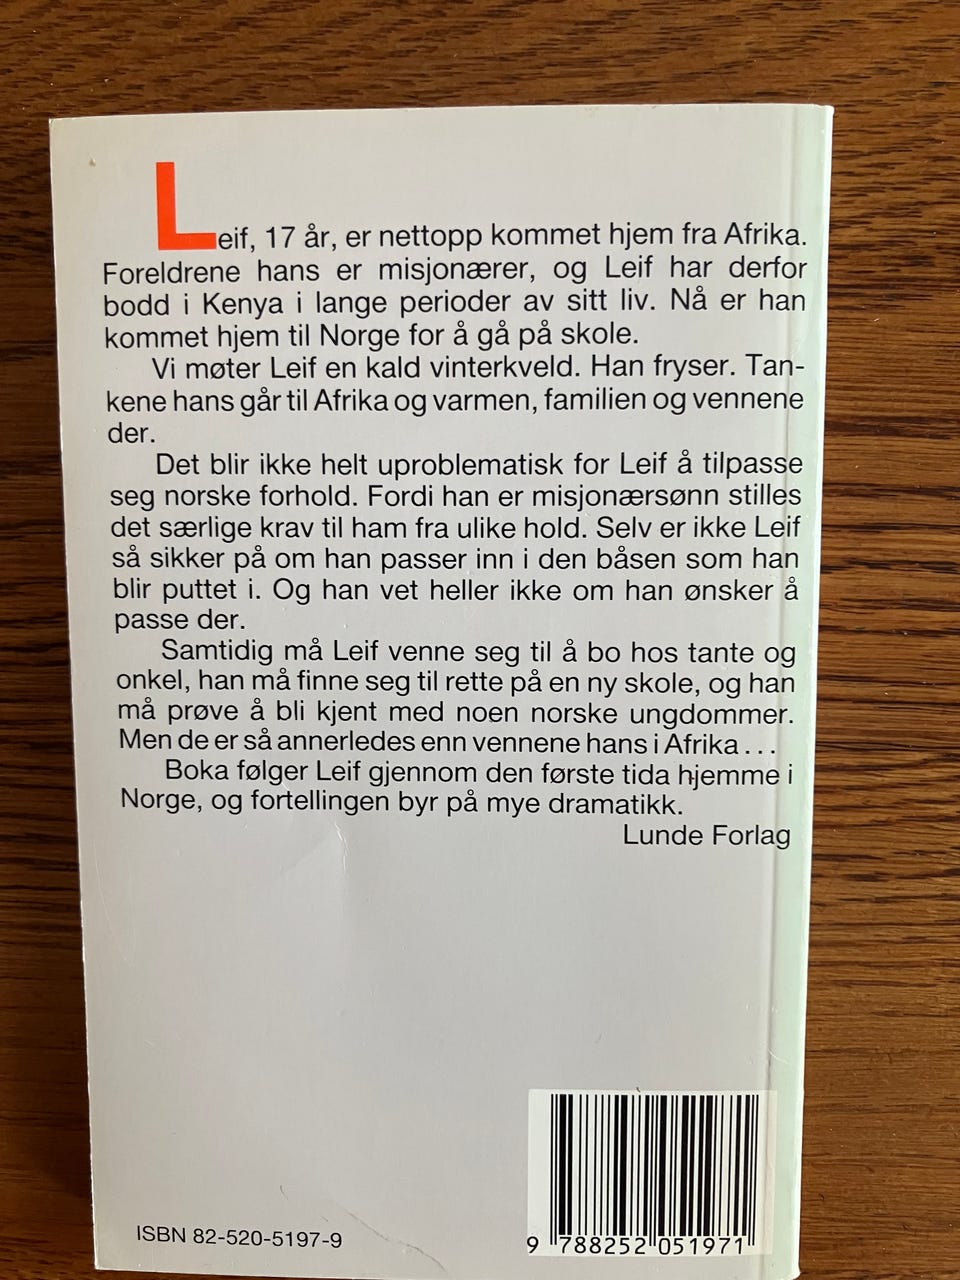 Leif, 17 år, er nettopp kommet hjem fra Afrika.
Foreldrene hans er misjonærer, og Leif har derfor
bodd i Kenya i lange perioder av sitt liv. Nå er han
kommet hjem til Norge for å gå på skole.
Vi møter Leif en kald vinterkveld. Han fryser. Tan-
kene hans går til Afrika og varmen, familien og vennene
der.
Det blir ikke helt uproblematisk for Leif å tilpasse
seg norske forhold. Fordi han er misjonærsønn stilles
det særlige krav til ham fra ulike hold. Selv er ikke Leif
så sikker på om han passer inn i den båsen som han
blir puttet i. Og han vet heller ikke om han ønsker å
passe der.
Samtidig må Leif venne seg til å bo hos tante og
onkel, han må finne seg til rette på en ny skole, og han
må prøve å bli kjent med noen norske ungdommer.
Men de er så annerledes enn vennene hans i Afrika...
Boka følger Leif gjennom den første tida hjemme i
Norge, og fortellingen byr på mye dramatikk.
Lunde Forlag
ISBN 82-520-5197-9
9 788252 051971